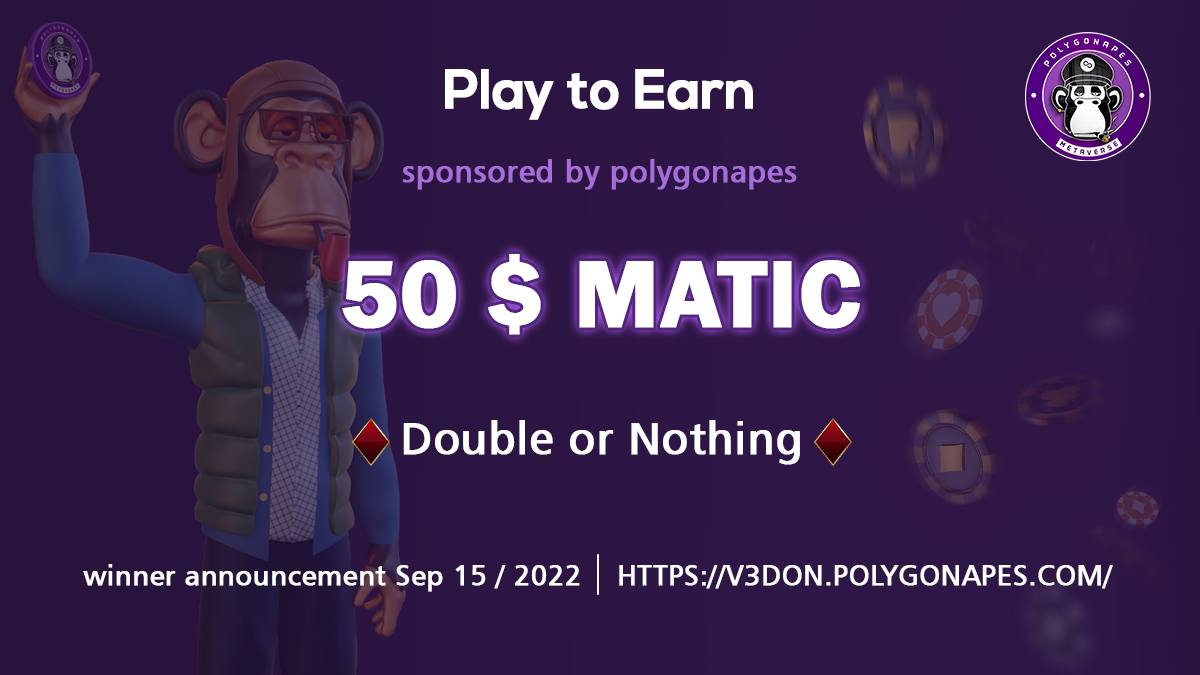 Play to Earn
POLYGONAPES
METAVERSE
sponsored by polygonapes
50 $ MATIC
Double or Nothing
winner announcement Sep 15 / 2022 | HTTPS://V3DON.POLYGONAPES.COM/